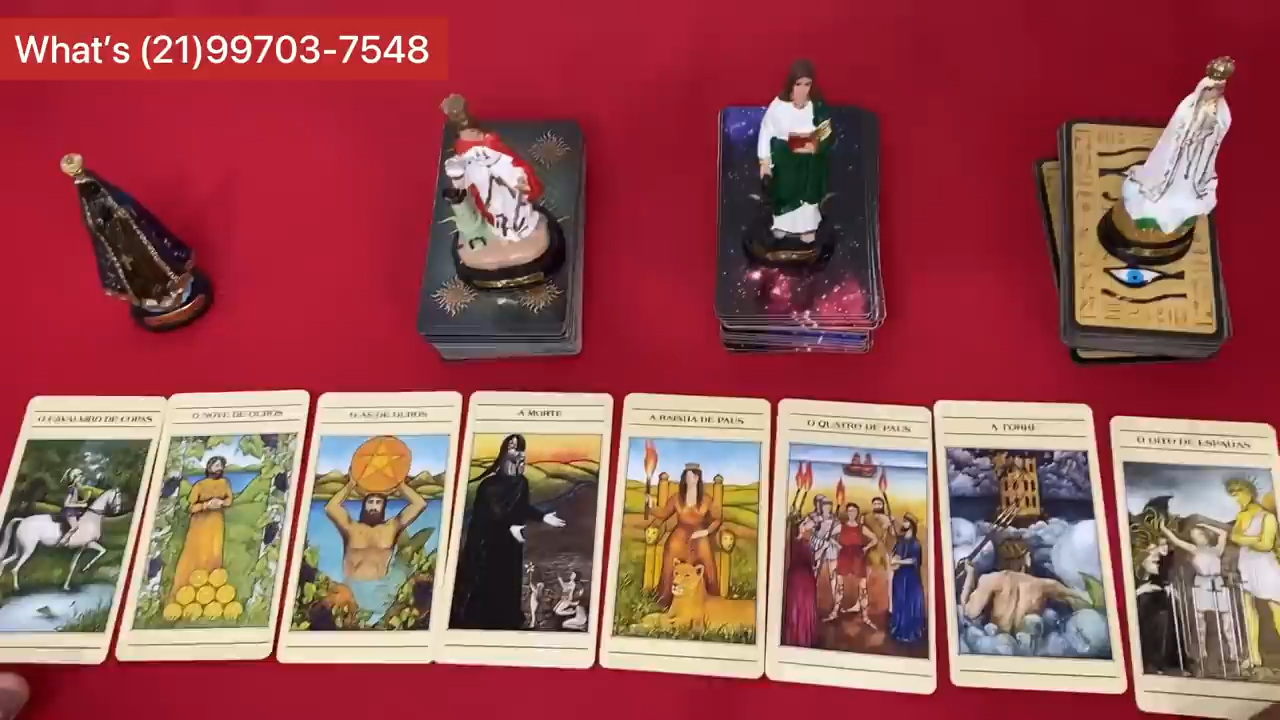 What's (21)99703-7548
O CAVALEIRO DE COPAS
O NOVE DE OUROS
O ÁS DE OUROS
A MORTE
A RAINHA DE PAUS
O QUATRO DE PAUS
A TORRE
O OITO DE ESPADAS